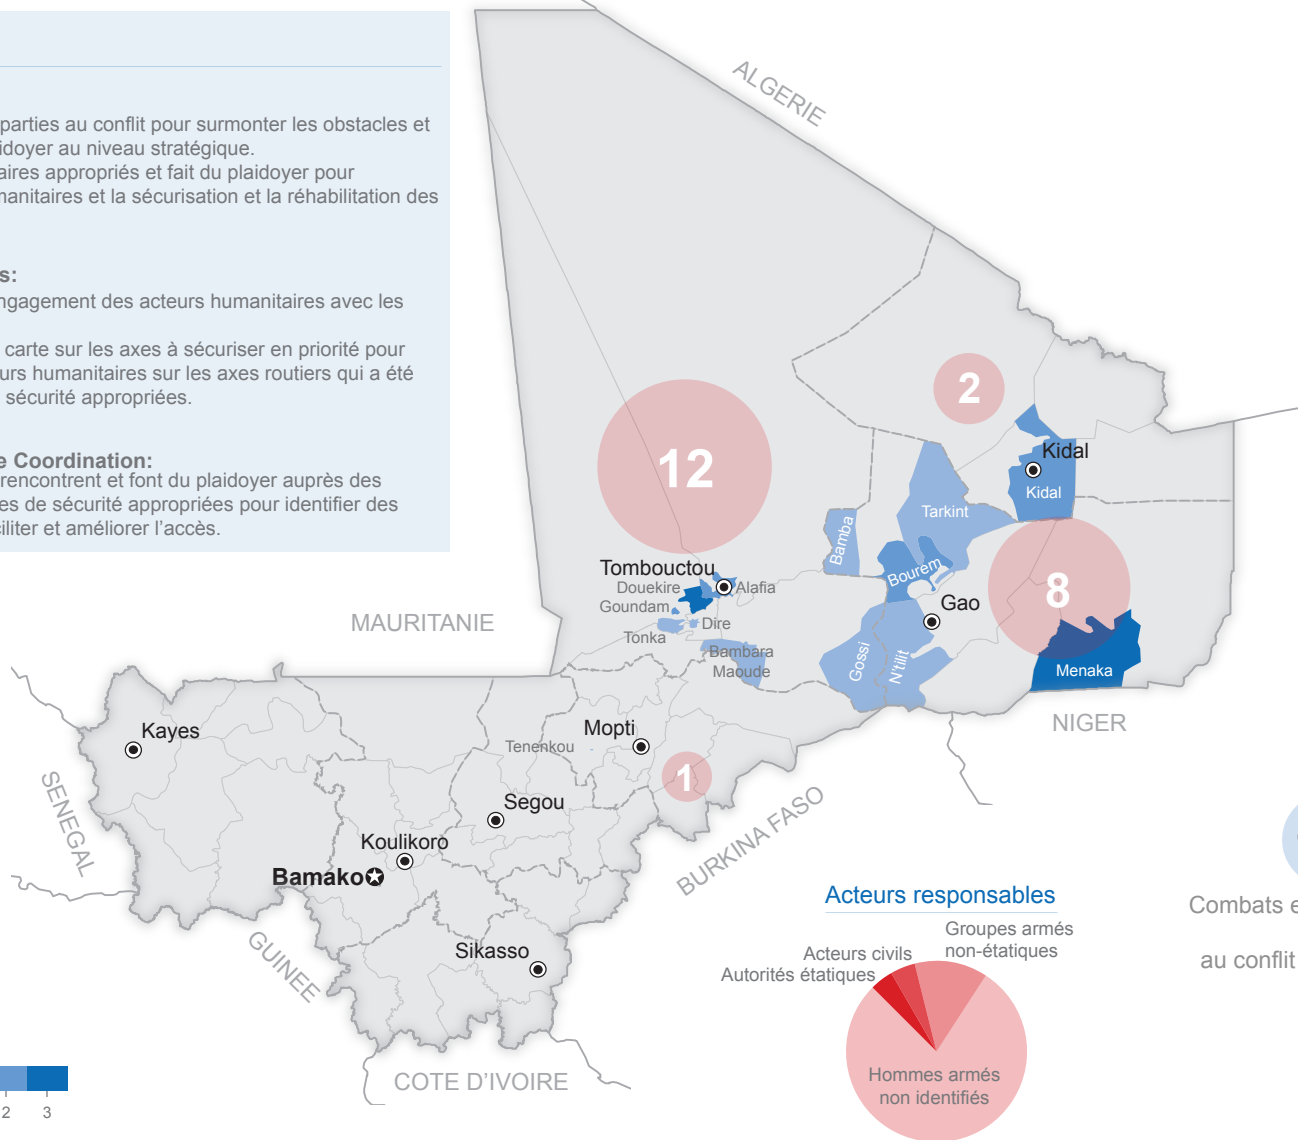 parties au conflit pour surmonter les obstacles et
idoyer au niveau stratégique.
aires appropriés et fait du plaidoyer pour
manitaires et la sécurisation et la réhabilitation des
s:
ngagement des acteurs humanitaires avec les
carte sur les axes à sécuriser en priorité pour
urs humanitaires sur les axes routiers qui a été
sécurité appropriées.
e Coordination:
rencontrent et font du plaidoyer auprès des
es de sécurité appropriées pour identifier des
ciliter et améliorer l'accès.
ALGERIE
2
Kidal
Kidal
12
Tarkint
Bamba
Bourem
Tombouctou
Douekire
Alafia
Goundam
Dire
Tonka
Bambara
Maoude
8
Gao
Gossi
N'tilit
Menaka
MAURITANIE
NIGER
Kayes
Mopti
Tenenkou
1
Segou
SENEGAL
Koulikoro
Bamako
BURKINA FASO
GUINEE
Sikasso
COTE D'IVOIRE
Acteurs responsables
Groupes armés
non-étatiques
Acteurs civils
Autorités étatiques
Hommes armés
non identifiés
Combats e
au conflit
2 3